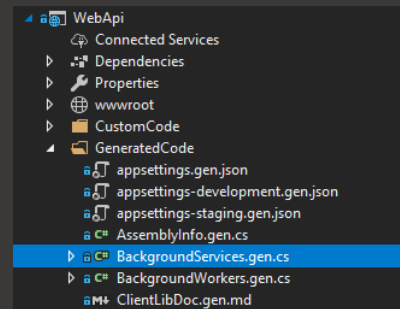 WebApi
Connected Services
Dependencies
Properties
wwwroot
CustomCode
GeneratedCode
appsettings.gen.json
appsettings-development.gen.json
appsettings-staging.gen.json
C# AssemblyInfo.gen.cs
C# BackgroundServices.gen.cs
C# BackgroundWorkers.gen.cs
M↓ ClientLibDoc.gen.md